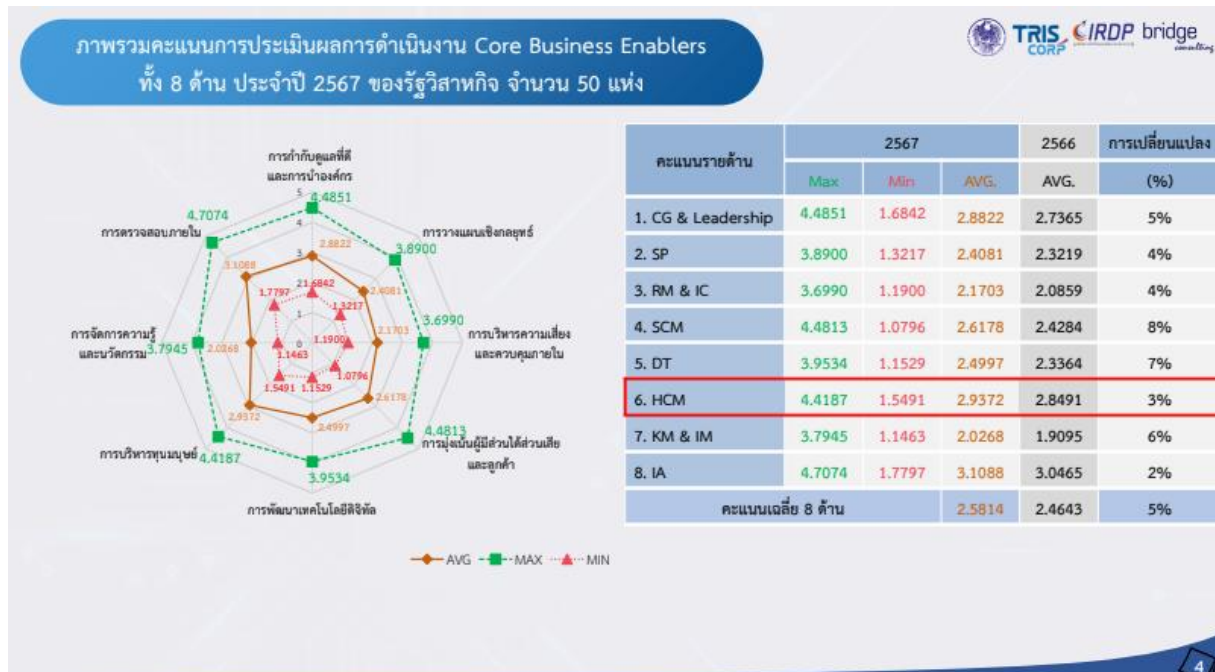 ภาพรวมคะแนนการประเมินผลการดำเนินงาน Core Business Enablers
ทั้ง 8 ด้าน ประจำปี 2567 ของรัฐวิสาหกิจ จำนวน 50 แห่ง
TRIS CORP
IRDP
bridge consulting
การกำกับดูแลที่ดี
และการนำองค์กร
การวางแผนเชิงกลยุทธ์
การบริหารความเสี่ยง
และควบคุมภายใน
การมุ่งเน้นผู้มีส่วนได้ส่วนเสีย
และลูกค้า
การพัฒนาเทคโนโลยีดิจิทัล
การบริหารทุนมนุษย์
การจัดการความรู้
และนวัตกรรม
การตรวจสอบภายใน
5
4
3
2
1
0
4.4851
3.8900
3.6990
4.4813
3.9534
4.4187
3.7945
4.7074
2.8822
2.4081
2.1703
2.6178
2.4997
2.9372
2.0268
3.1088
1.6842
1.3217
1.1900
1.0796
1.1529
1.5491
1.1463
1.7797
AVG MAX MIN
คะแนนรายด้าน 2567 2566 การเปลี่ยนแปลง
Max Min AVG. AVG. (%)
1. CG & Leadership 4.4851 1.6842 2.8822 2.7365 5%
2. SP 3.8900 1.3217 2.4081 2.3219 4%
3. RM & IC 3.6990 1.1900 2.1703 2.0859 4%
4. SCM 4.4813 1.0796 2.6178 2.4284 8%
5. DT 3.9534 1.1529 2.4997 2.3364 7%
6. HCM 4.4187 1.5491 2.9372 2.8491 3%
7. KM & IM 3.7945 1.1463 2.0268 1.9095 6%
8. IA 4.7074 1.7797 3.1088 3.0465 2%
คะแนนเฉลี่ย 8 ด้าน 2.5814 2.4643 5%
4